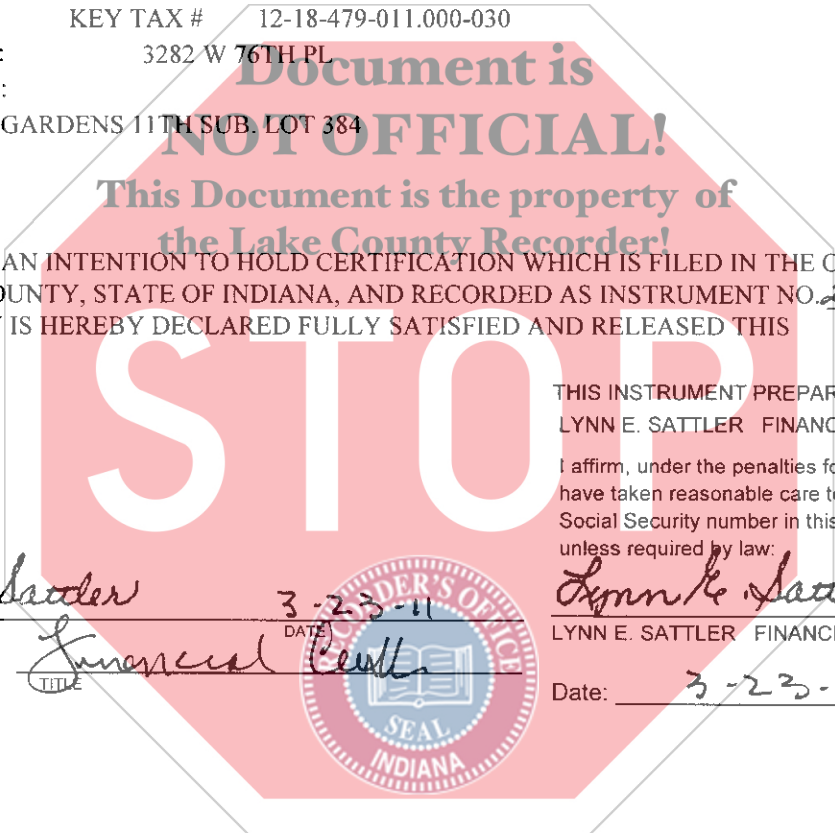 KEY TAX # 12-18-479-011.000-030
: 3282 W 76TH PL
:
GARDENS 11TH SUB. LOT 384
Document is
NOT OFFICIAL!
This Document is the property of
the Lake County Recorder!
AN INTENTION TO HOLD CERTIFICATION WHICH IS FILED IN THE
OUNTY, STATE OF INDIANA, AND RECORDED AS INSTRUMENT NO.
IS HEREBY DECLARED FULLY SATISFIED AND RELEASED THIS
STOP
THIS INSTRUMENT PREPAR
LYNN E. SATTLER FINANC
I affirm, under the penalties fo
have taken reasonable care to
Social Security number in this
unless required by law:
Sattler 3-23-11
DATE
Financial Clerk
TITLE
Lynn E. Satt
LYNN E. SATTLER FINANCI
Date: 3-23-
RECORDER'S OFFICE
SEAL
INDIANA